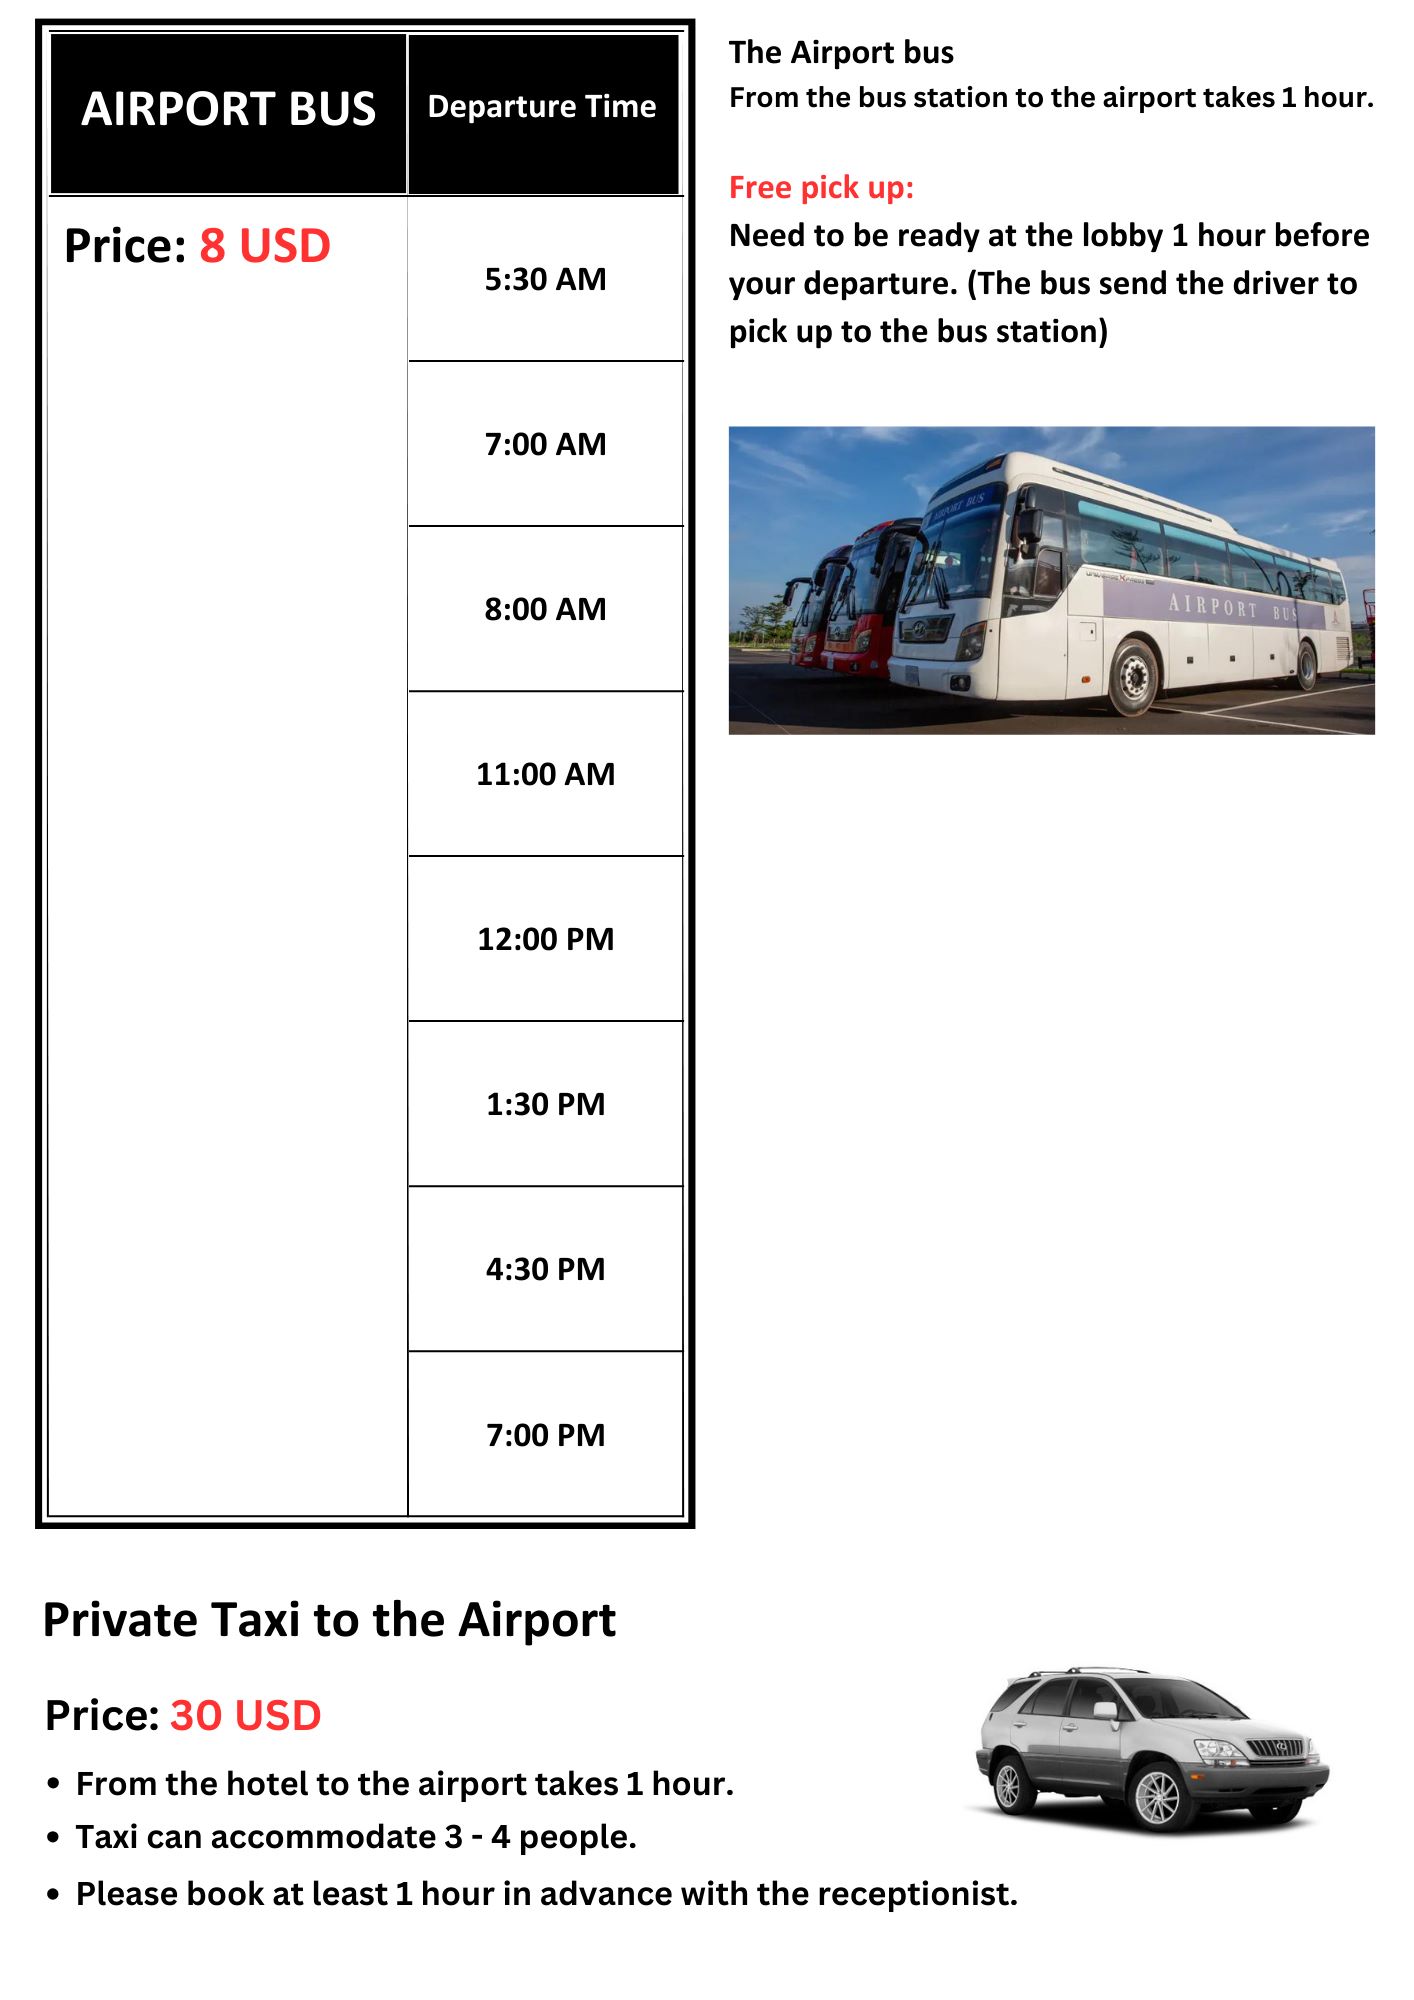 AIRPORT BUS
Departure Time
Price: 8 USD
5:30 AM
7:00 AM
8:00 AM
11:00 AM
12:00 PM
1:30 PM
4:30 PM
7:00 PM
The Airport bus
From the bus station to the airport takes 1 hour.
Free pick up:
Need to be ready at the lobby 1 hour before
your departure. (The bus send the driver to
pick up to the bus station)
AIRPORT BUS
AIRPORT BUS
Private Taxi to the Airport
Price: 30 USD
• From the hotel to the airport takes 1 hour.
• Taxi can accommodate 3 - 4 people.
• Please book at least 1 hour in advance with the receptionist.